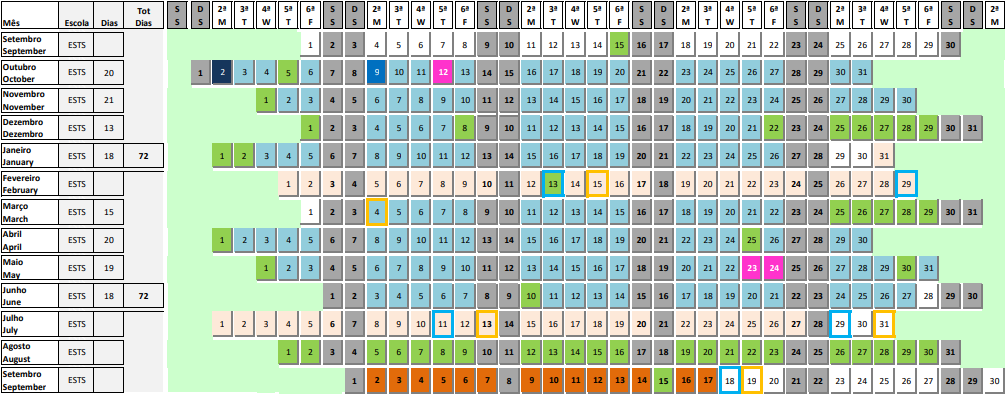 Mês Escola Dias Tot Dias S D 2ª 3ª 4ª 5ª 6ª S D 2ª 3ª 4ª 5ª 6ª S D 2ª 3ª 4ª 5ª 6ª S D 2ª 3ª 4ª 5ª 6ª S D 2ª 3ª 4ª 5ª 6ª S D 2ª
S S M T W T F S S M T W T F S S M T W T F S S M T W T F S S M T W T F S S M
Setembro
September ESTS 1 2 3 4 5 6 7 8 9 10 11 12 13 14 15 16 17 18 19 20 21 22 23 24 25 26 27 28 29 30
Outubro
October ESTS 20 1 2 3 4 5 6 7 8 9 10 11 12 13 14 15 16 17 18 19 20 21 22 23 24 25 26 27 28 29 30 31
Novembro
November ESTS 21 1 2 3 4 5 6 7 8 9 10 11 12 13 14 15 16 17 18 19 20 21 22 23 24 25 26 27 28 29 30
Dezembro
Dezembro ESTS 13 1 2 3 4 5 6 7 8 9 10 11 12 13 14 15 16 17 18 19 20 21 22 23 24 25 26 27 28 29 30 31
Janeiro
January ESTS 18 72 1 2 3 4 5 6 7 8 9 10 11 12 13 14 15 16 17 18 19 20 21 22 23 24 25 26 27 28 29 30 31
Fevereiro
February ESTS 1 2 3 4 5 6 7 8 9 10 11 12 13 14 15 16 17 18 19 20 21 22 23 24 25 26 27 28 29
Março
March ESTS 15 1 2 3 4 5 6 7 8 9 10 11 12 13 14 15 16 17 18 19 20 21 22 23 24 25 26 27 28 29 30 31
Abril
April ESTS 20 1 2 3 4 5 6 7 8 9 10 11 12 13 14 15 16 17 18 19 20 21 22 23 24 25 26 27 28 29 30
Maio
May ESTS 19 1 2 3 4 5 6 7 8 9 10 11 12 13 14 15 16 17 18 19 20 21 22 23 24 25 26 27 28 29 30 31
Junho
June ESTS 18 72 1 2 3 4 5 6 7 8 9 10 11 12 13 14 15 16 17 18 19 20 21 22 23 24 25 26 27 28 29 30
Julho
July ESTS 1 2 3 4 5 6 7 8 9 10 11 12 13 14 15 16 17 18 19 20 21 22 23 24 25 26 27 28 29 30 31
Agosto
August ESTS 1 2 3 4 5 6 7 8 9 10 11 12 13 14 15 16 17 18 19 20 21 22 23 24 25 26 27 28 29 30 31
Setembro
September ESTS 1 2 3 4 5 6 7 8 9 10 11 12 13 14 15 16 17 18 19 20 21 22 23 24 25 26 27 28 29 30